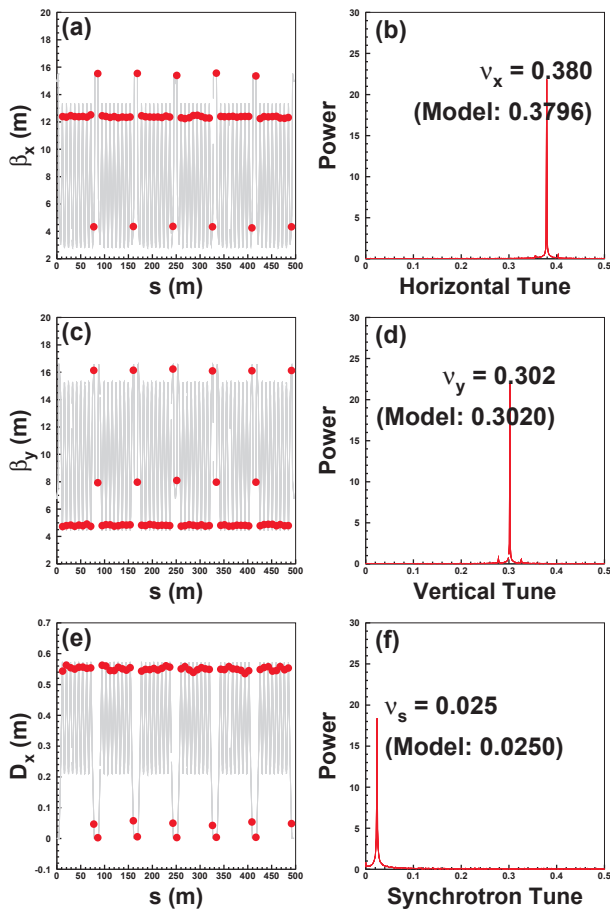 (a)
β_x (m)
20
18
16
14
12
10
8
6
4
2
0 50 100 150 200 250 300 350 400 450 500
s (m)
(b)
Power
30
25
20
15
10
5
0
ν_x = 0.380
(Model: 0.3796)
0 0.1 0.2 0.3 0.4 0.5
Horizontal Tune
(c)
β_y (m)
20
18
16
14
12
10
8
6
4
2
0 50 100 150 200 250 300 350 400 450 500
s (m)
(d)
Power
30
25
20
15
10
5
0
ν_y = 0.302
(Model: 0.3020)
0 0.1 0.2 0.3 0.4 0.5
Vertical Tune
(e)
D_x (m)
0.7
0.6
0.5
0.4
0.3
0.2
0.1
0
-0.1
0 50 100 150 200 250 300 350 400 450 500
s (m)
(f)
Power
30
25
20
15
10
5
0
ν_s = 0.025
(Model: 0.0250)
0 0.1 0.2 0.3 0.4 0.5
Synchrotron Tune